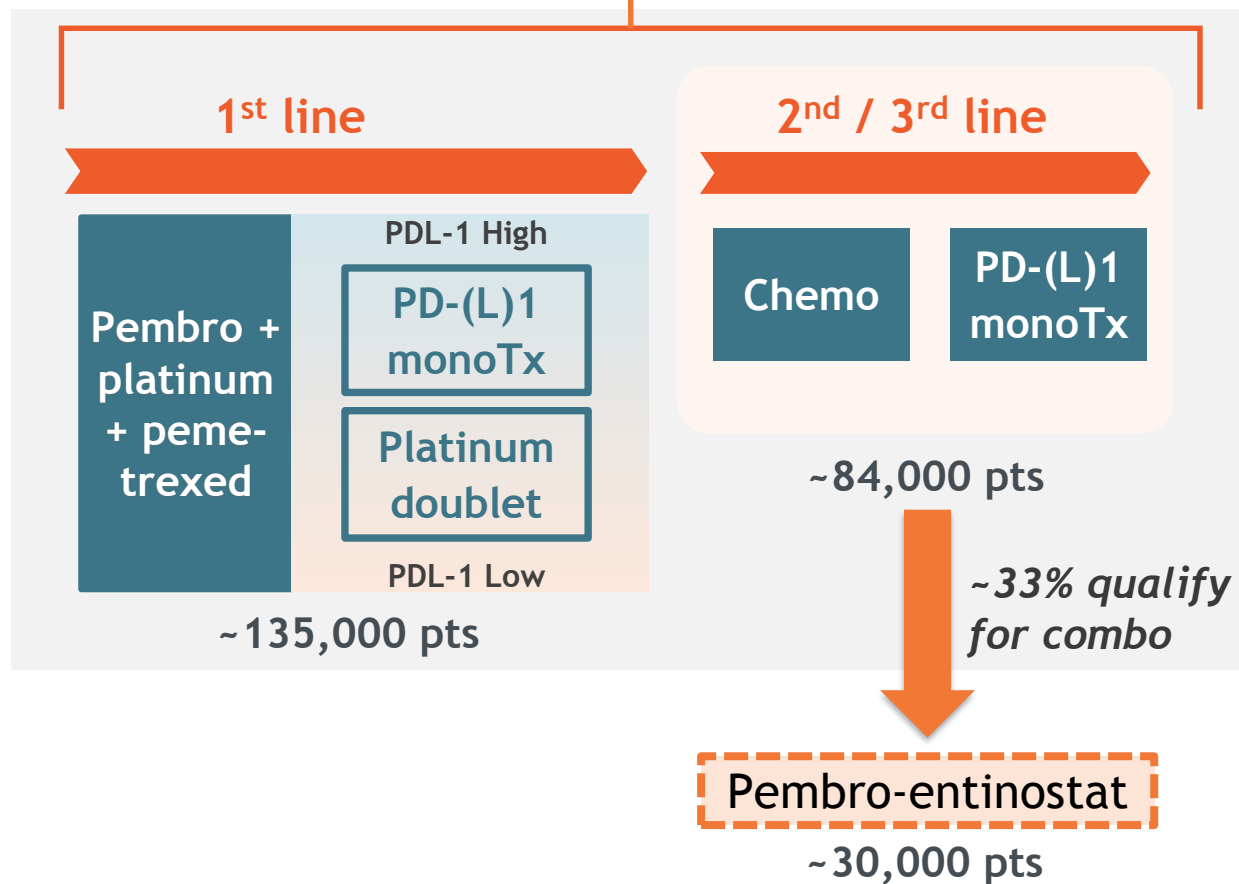 1st line
Pembro +
platinum
+ peme-
trexed
PDL-1 High
PD-(L)1
monoTx
Platinum
doublet
PDL-1 Low
~135,000 pts
2nd / 3rd line
Chemo
PD-(L)1
monoTx
~84,000 pts
~33% qualify
for combo
Pembro-entinostat
~30,000 pts